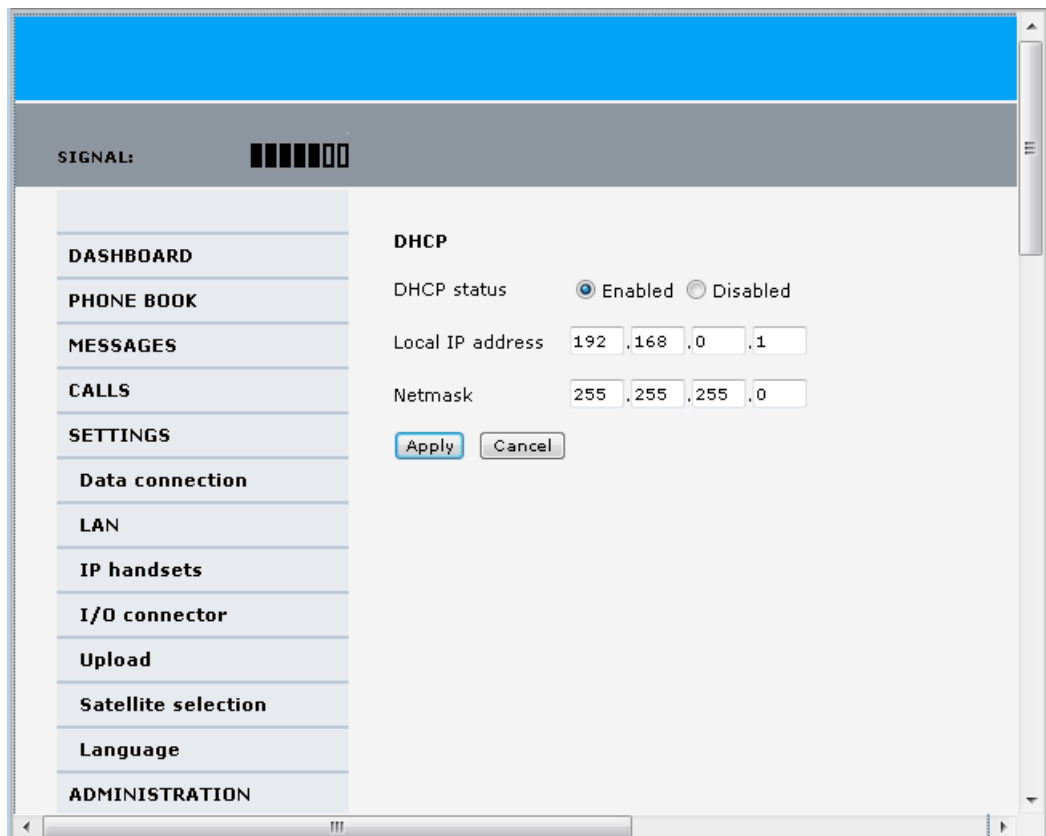 SIGNAL:
DASHBOARD
PHONE BOOK
MESSAGES
CALLS
SETTINGS
Data connection
LAN
IP handsets
I/O connector
Upload
Satellite selection
Language
ADMINISTRATION
DHCP
DHCP status Enabled Disabled
Local IP address 192 .168 .0 .1
Netmask 255 .255 .255 .0
Apply Cancel